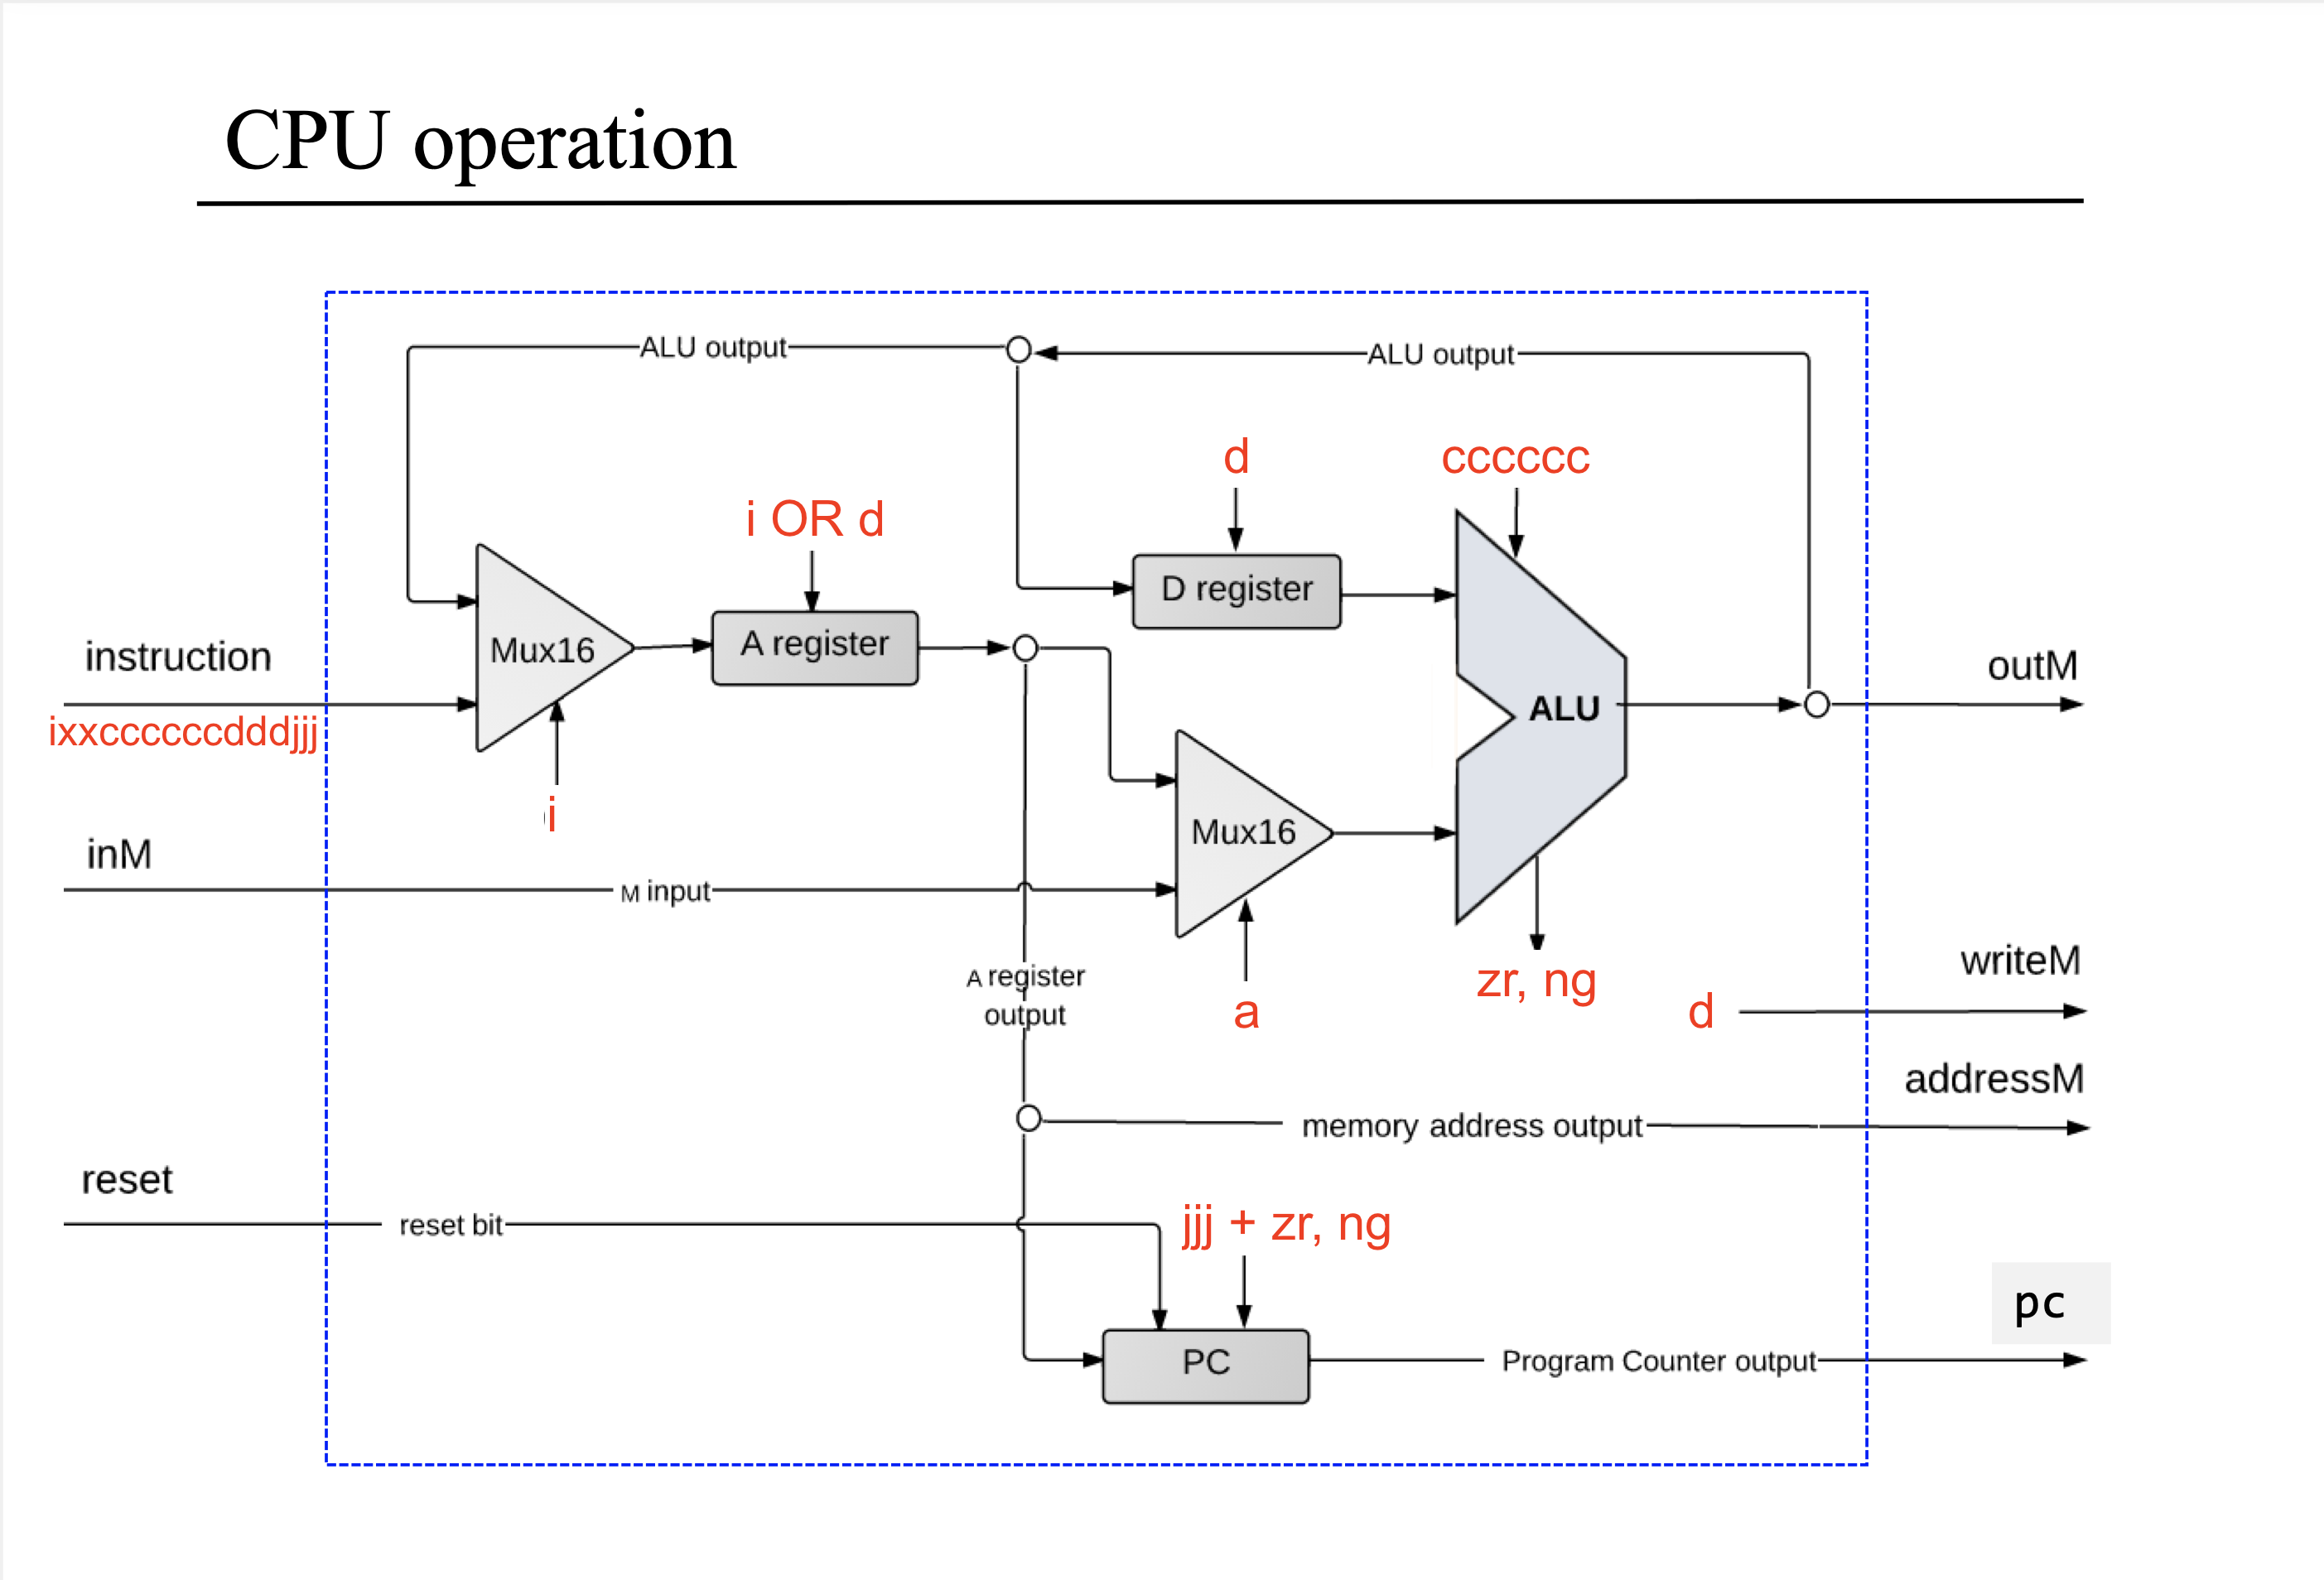 CPU operation
ALU output
ALU output
d
cccccc
i OR d
D register
instruction
Mux16
A register
outM
ALU
ixxccccccdddjjj
i
Mux16
inM
M input
writeM
A register
zr, ng
output
a
d
addressM
memory address output
reset
reset bit
jjj + zr, ng
pc
PC
Program Counter output